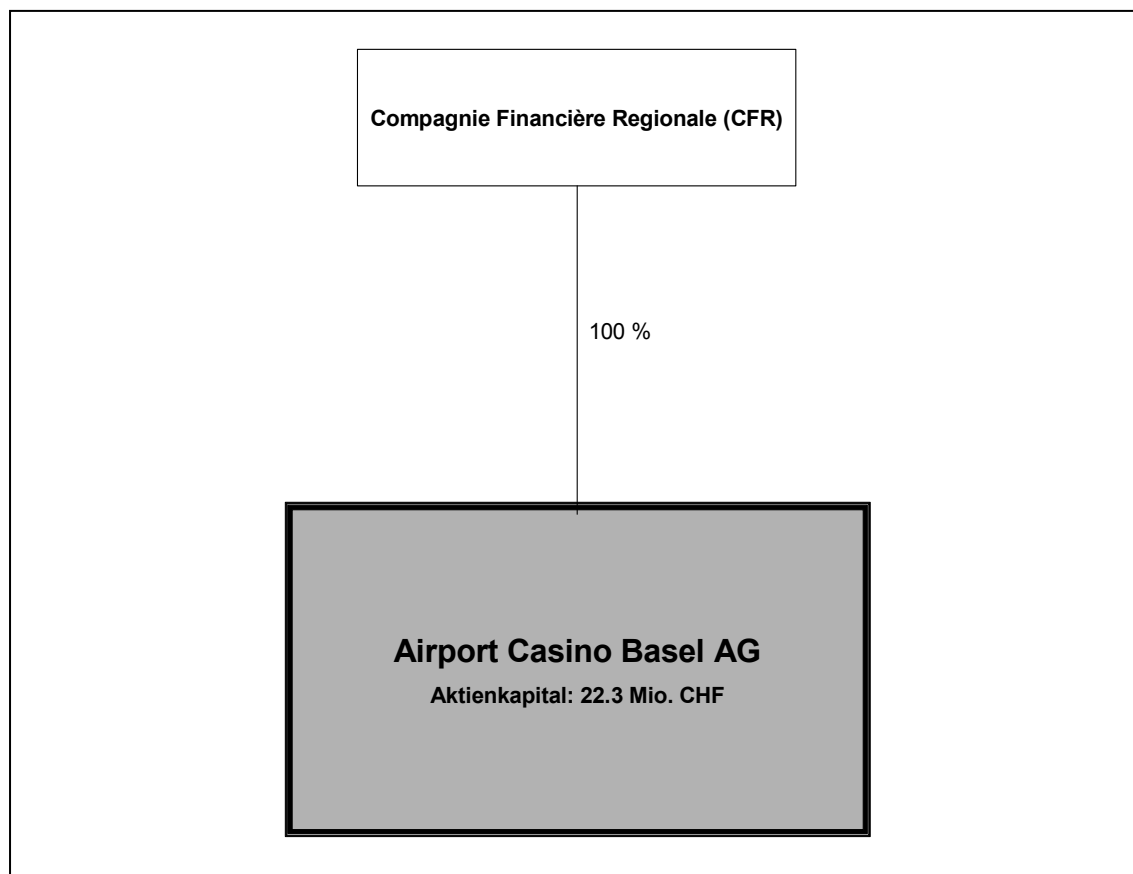 Compagnie Financière Regionale (CFR)
100 %
Airport Casino Basel AG
Aktienkapital: 22.3 Mio. CHF